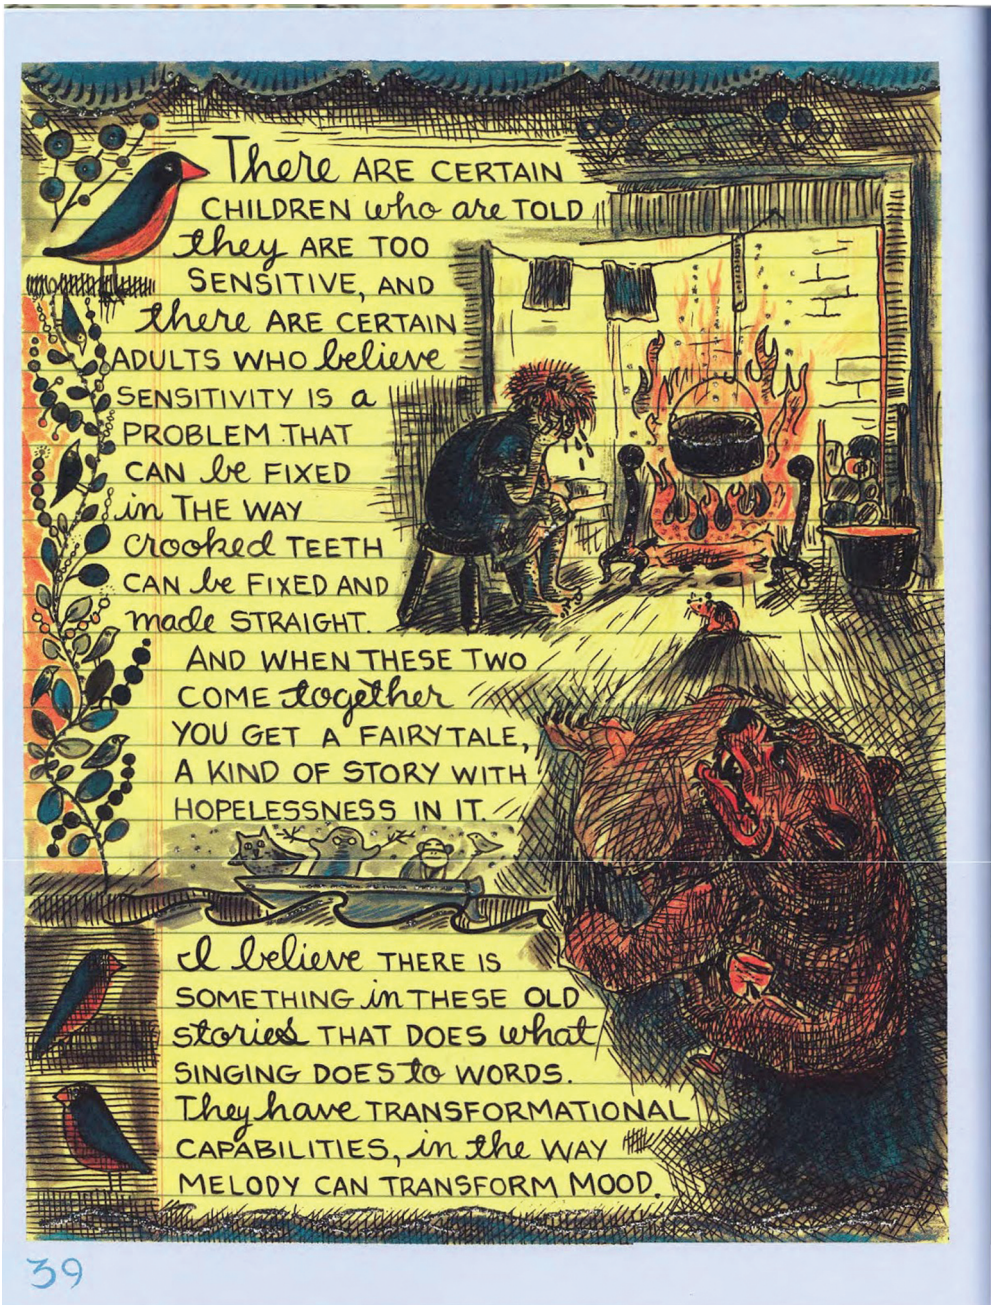 There ARE CERTAIN
CHILDREN who are TOLD
they ARE TOO
SENSITIVE, AND
there ARE CERTAIN
ADULTS WHO believe
SENSITIVITY IS a
PROBLEM THAT
CAN be FIXED
in THE WAY
crooked TEETH
CAN be FIXED AND
made STRAIGHT.
AND WHEN THESE TWO
COME together
YOU GET A FAIRYTALE,
A KIND OF STORY WITH
HOPELESSNESS IN IT.
I believe THERE IS
SOMETHING in THESE OLD
stories THAT DOES what
SINGING DOES to WORDS.
They have TRANSFORMATIONAL
CAPABILITIES, in the WAY
MELODY CAN TRANSFORM MOOD.
39